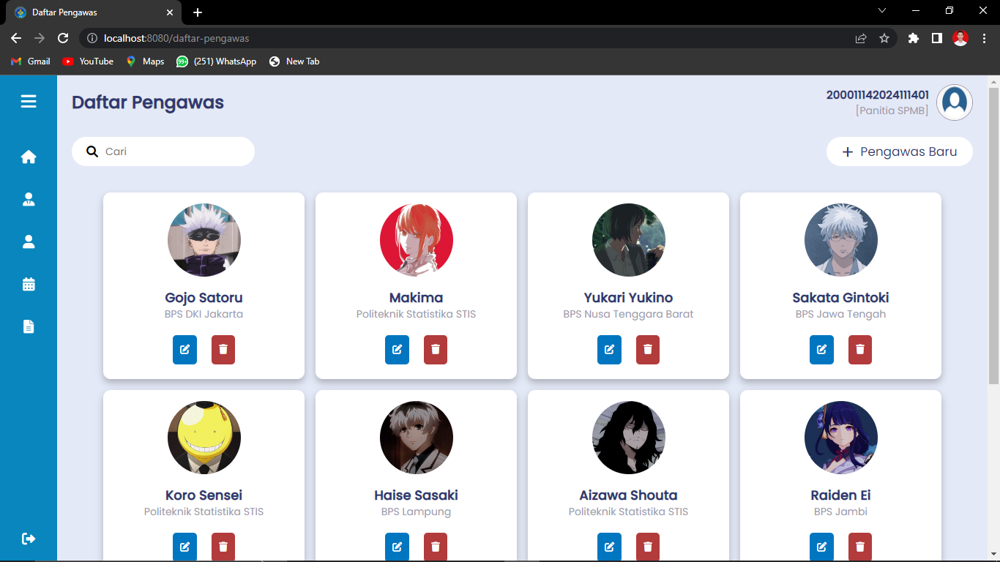 Daftar Pengawas
localhost:8080/daftar-pengawas
Gmail
YouTube
Maps
99+
(251) WhatsApp
New Tab
Daftar Pengawas
200011142024111401
[Panitia SPMB]
Cari
Pengawas Baru
Gojo Satoru
BPS DKI Jakarta
Makima
Politeknik Statistika STIS
Yukari Yukino
BPS Nusa Tenggara Barat
Sakata Gintoki
BPS Jawa Tengah
Koro Sensei
Politeknik Statistika STIS
Haise Sasaki
BPS Lampung
Aizawa Shouta
Politeknik Statistika STIS
Raiden Ei
BPS Jambi